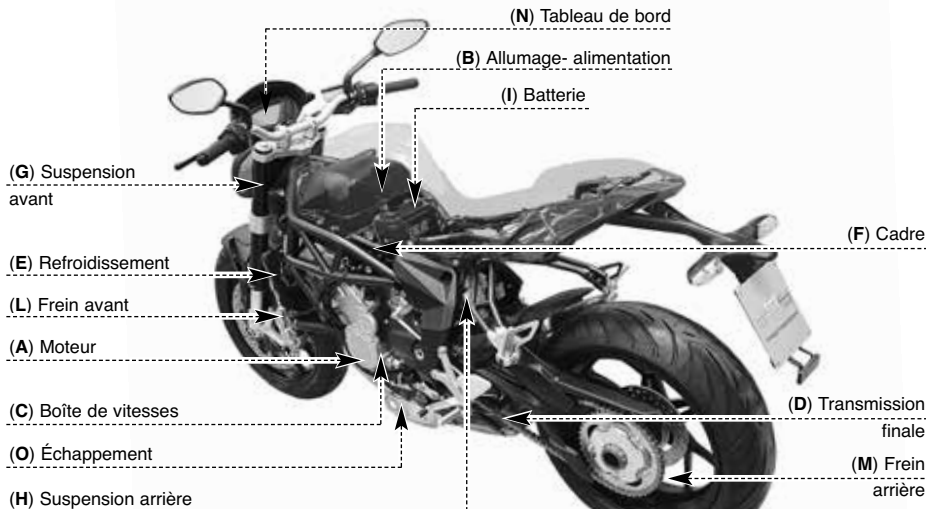 (N) Tableau de bord
(B) Allumage- alimentation
(I) Batterie
(G) Suspension
avant
(F) Cadre
(E) Refroidissement
(L) Frein avant
(A) Moteur
(C) Boîte de vitesses
(D) Transmission
finale
(O) Échappement
(M) Frein
arrière
(H) Suspension arrière